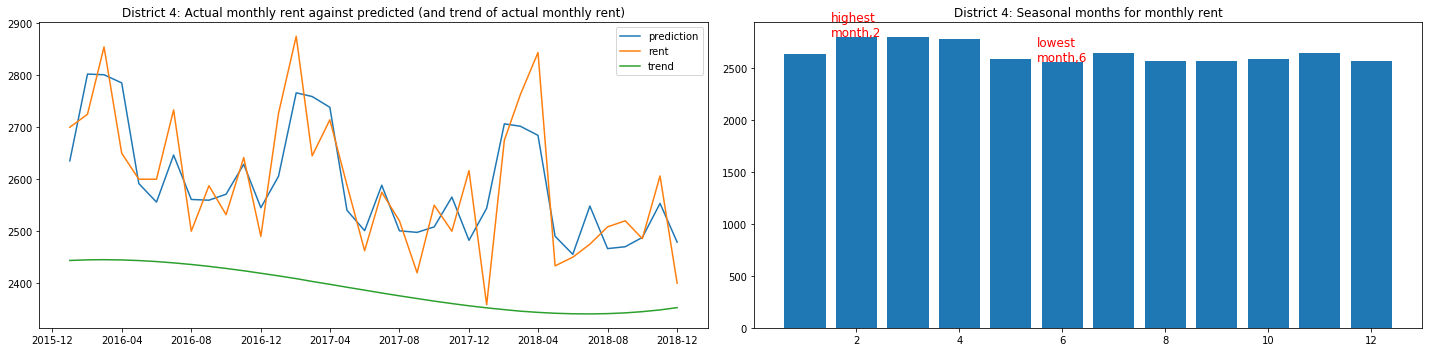 District 4: Actual monthly rent against predicted (and trend of actual monthly rent)
2900
2800
2700
2600
2500
2400
2015-12 2016-04 2016-08 2016-12 2017-04 2017-08 2017-12 2018-04 2018-08 2018-12
prediction
rent
trend
District 4: Seasonal months for monthly rent
highest
month,2
lowest
month,6
2500
2000
1500
1000
500
0
2 4 6 8 10 12